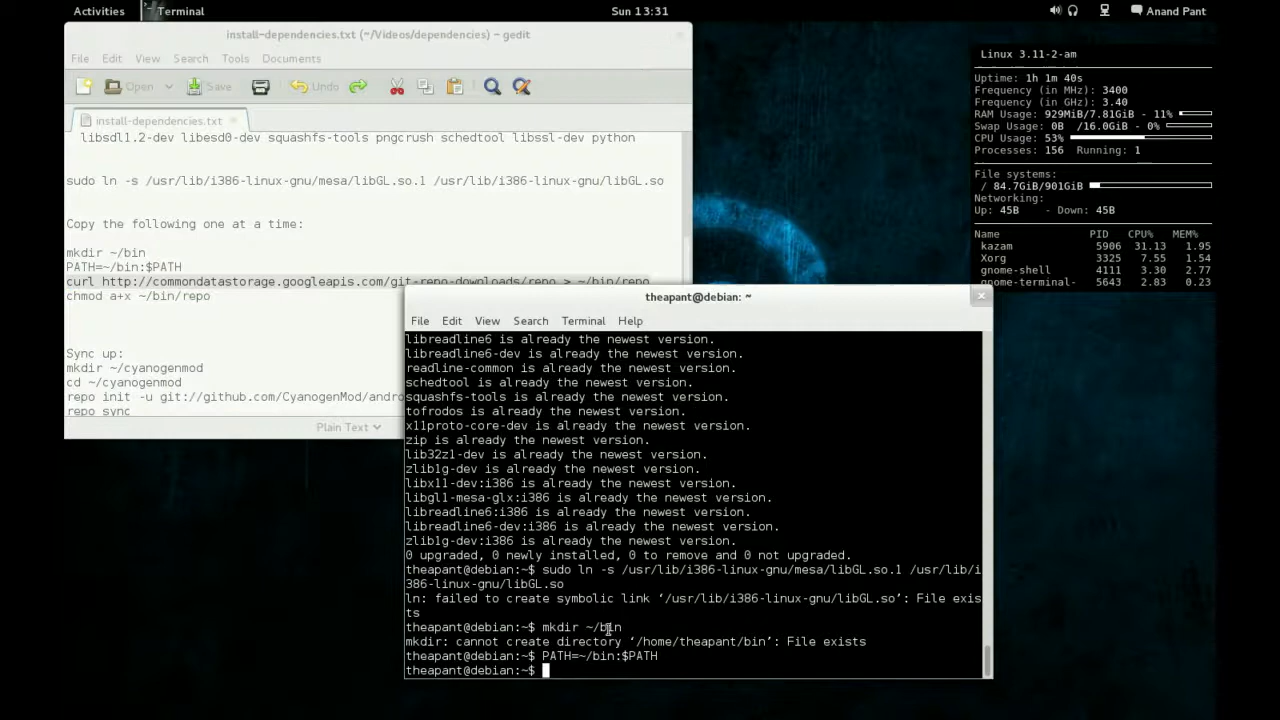 Activities Terminal Sun 13:31 Anand Pant
install-dependencies.txt (~/Videos/dependencies) - gedit
File Edit View Search Tools Documents
Open Save Undo
install-dependencies.txt
libsdl1.2-dev libesd0-dev squashfs-tools pngcrush schedtool libssl-dev python
sudo ln -s /usr/lib/i386-linux-gnu/mesa/libGL.so.1 /usr/lib/i386-linux-gnu/libGL.so
Copy the following one at a time:
mkdir ~/bin
PATH=~/bin:$PATH
curl http://commondatastorage.googleapis.com/git-repo-downloads/repo > ~/bin/repo
chmod a+x ~/bin/repo
Sync up:
mkdir ~/cyanogenmod
cd ~/cyanogenmod
repo init -u git://github.com/CyanogenMod/andro
repo sync
Plain Text
theapant@debian: ~
File Edit View Search Terminal Help
libreadline6 is already the newest version.
libreadline6-dev is already the newest version.
readline-common is already the newest version.
schedtool is already the newest version.
squashfs-tools is already the newest version.
tofrodos is already the newest version.
x11proto-core-dev is already the newest version.
zip is already the newest version.
lib32z1-dev is already the newest version.
zlib1g-dev is already the newest version.
libx11-dev:i386 is already the newest version.
libgl1-mesa-glx:i386 is already the newest version.
libreadline6:i386 is already the newest version.
libreadline6-dev:i386 is already the newest version.
zlib1g-dev:i386 is already the newest version.
0 upgraded, 0 newly installed, 0 to remove and 0 not upgraded.
theapant@debian:~$ sudo ln -s /usr/lib/i386-linux-gnu/mesa/libGL.so.1 /usr/lib/i
386-linux-gnu/libGL.so
ln: failed to create symbolic link ‘/usr/lib/i386-linux-gnu/libGL.so’: File exis
ts
theapant@debian:~$ mkdir ~/bin
mkdir: cannot create directory ‘/home/theapant/bin’: File exists
theapant@debian:~$ PATH=~/bin:$PATH
theapant@debian:~$
Linux 3.11-2-am
Uptime: 1h 1m 40s
Frequency (in MHz): 3400
Frequency (in GHz): 3.40
RAM Usage: 929MiB/7.81GiB - 11%
Swap Usage: 0B /16.0GiB - 0%
CPU Usage: 53%
Processes: 156 Running: 1
File systems:
/ 84.7GiB/901GiB
Networking:
Up: 45B - Down: 45B
Name PID CPU% MEM%
kazam 5906 31.13 1.95
Xorg 3325 7.55 1.54
gnome-shell 4111 3.30 2.77
gnome-terminal- 5643 2.83 0.23